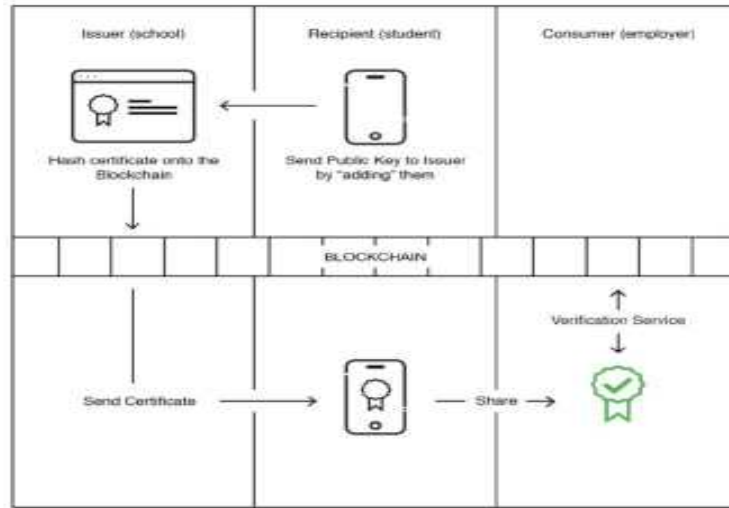 Issuer (school)
Recipient (student)
Consumer (employer)
Hash certificate onto the
Blockchain
Send Public Key to Issuer
by "adding" them
BLOCKCHAIN
Verification Service
Send Certificate
Share